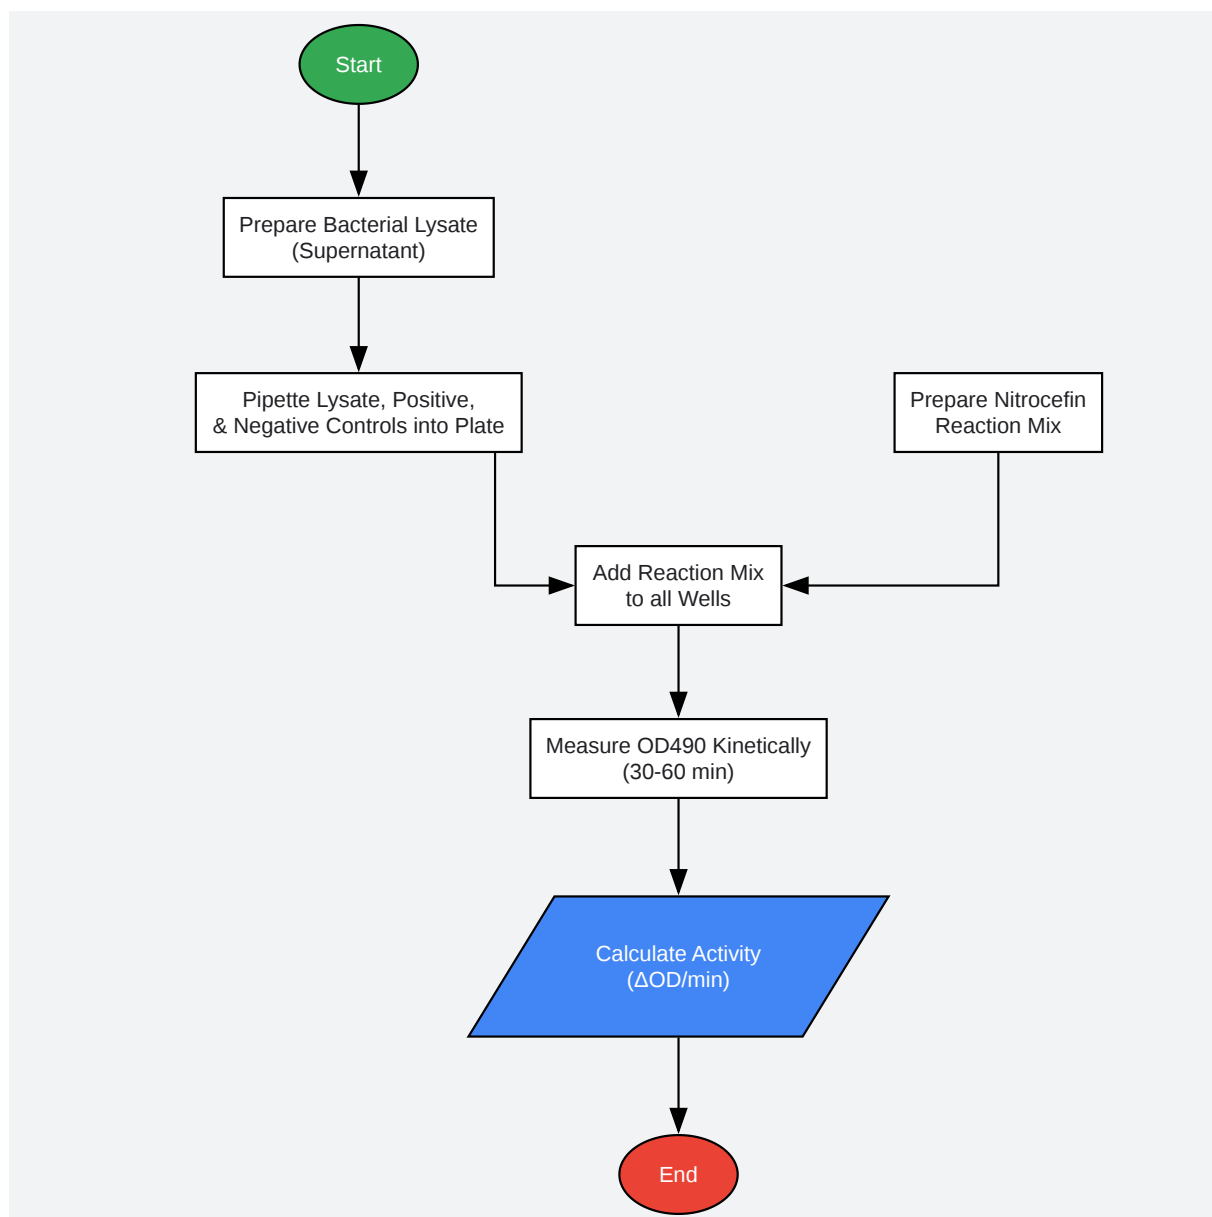 Start
Prepare Bacterial Lysate
(Supernatant)
Pipette Lysate, Positive,
& Negative Controls into Plate
Prepare Nitrocefin
Reaction Mix
Add Reaction Mix
to all Wells
Measure OD490 Kinetically
(30-60 min)
Calculate Activity
(ΔOD/min)
End